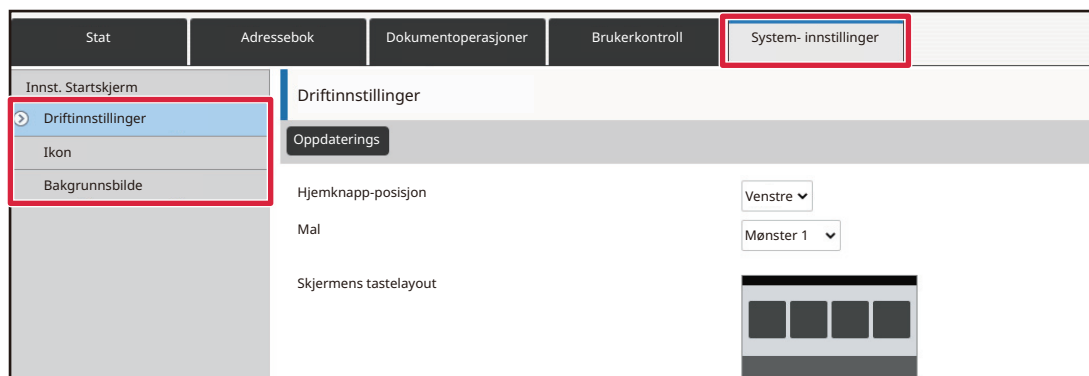 Stat
Adressebok
Dokumentoperasjoner
Brukerkontroll
System- innstillinger
Innst. Startskjerm
Driftinnstillinger
Ikon
Bakgrunnsbilde
Driftinnstillinger
Oppdaterings
Hjemknapp-posisjon
Venstre
Mal
Mønster 1
Skjermens tastelayout